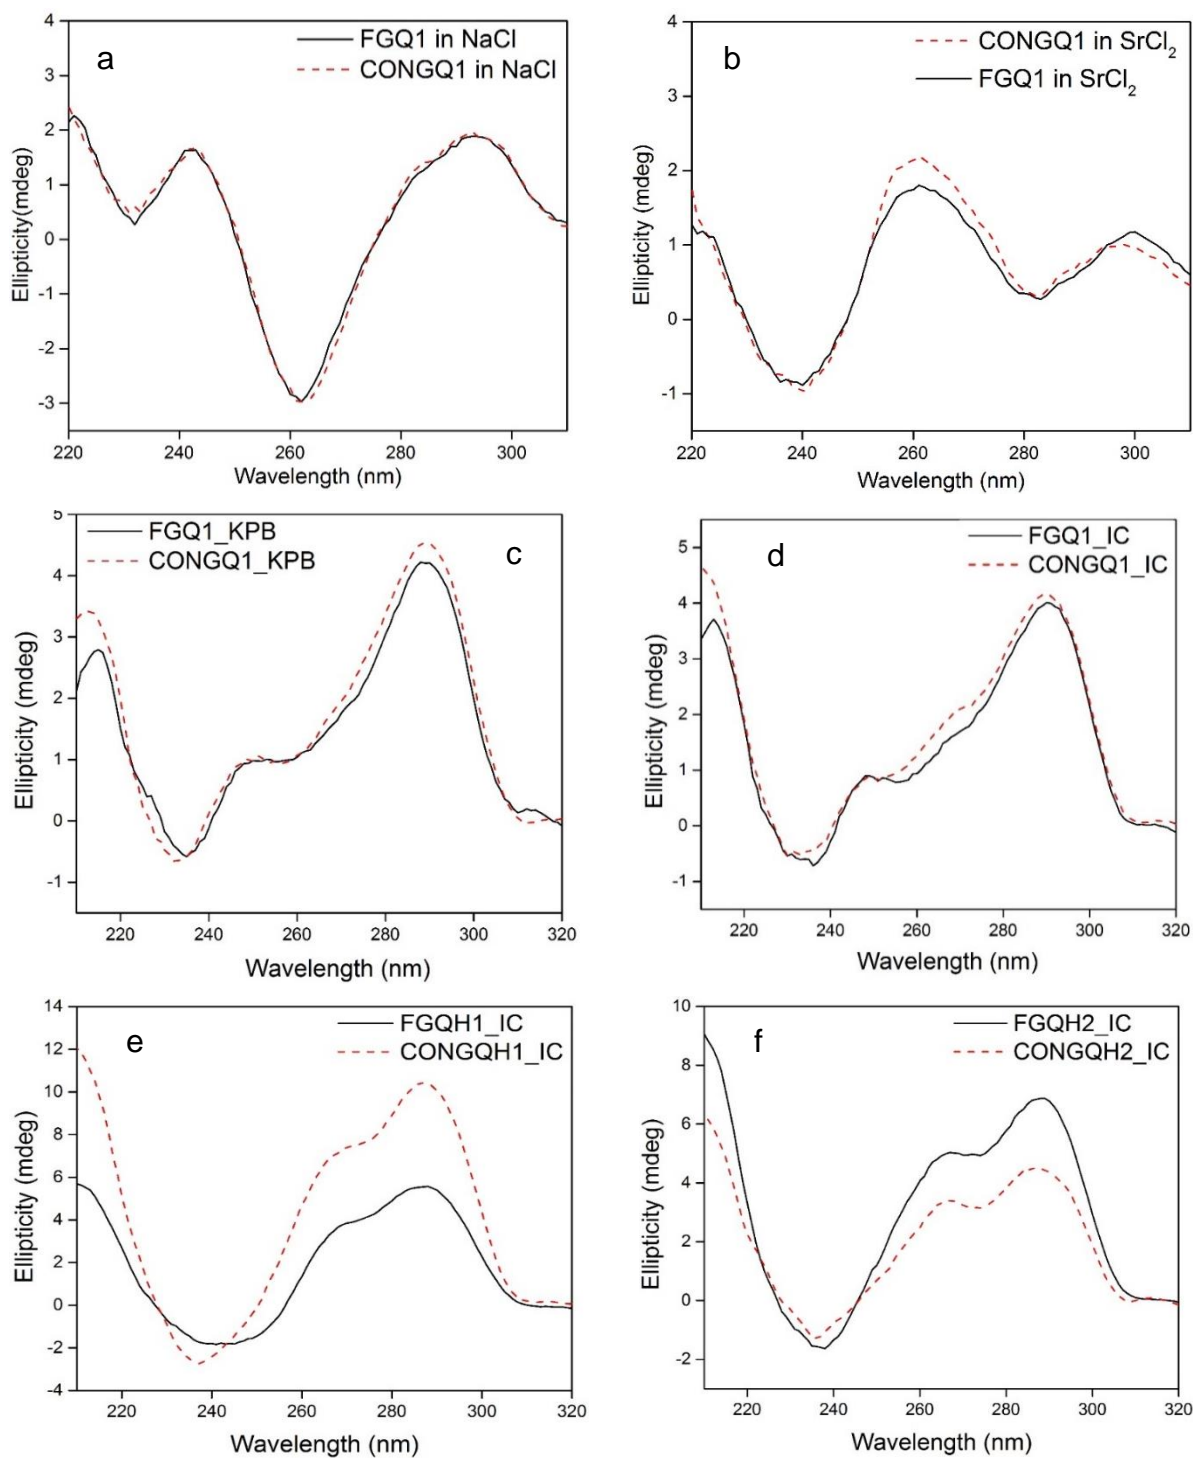 a
FGQ1 in NaCl
CONGQ1 in NaCl
Ellipticity(mdeg)
4
3
2
1
0
-1
-2
-3
220 240 260 280 300
Wavelength (nm)
b
CONGQ1 in SrCl2
FGQ1 in SrCl2
Ellipticity (mdeg)
4
3
2
1
0
-1
220 240 260 280 300
Wavelength (nm)
c
FGQ1_KPB
CONGQ1_KPB
Ellipticity (mdeg)
5
4
3
2
1
0
-1
220 240 260 280 300 320
Wavelength (nm)
d
FGQ1_IC
CONGQ1_IC
Ellipticity (mdeg)
5
4
3
2
1
0
-1
220 240 260 280 300 320
Wavelength (nm)
e
FGQH1_IC
CONGQH1_IC
Ellipticity (mdeg)
14
12
10
8
6
4
2
0
-2
-4
220 240 260 280 300 320
Wavelength (nm)
f
FGQH2_IC
CONGQH2_IC
Ellipticity (mdeg)
10
8
6
4
2
0
-2
220 240 260 280 300 320
Wavelength (nm)